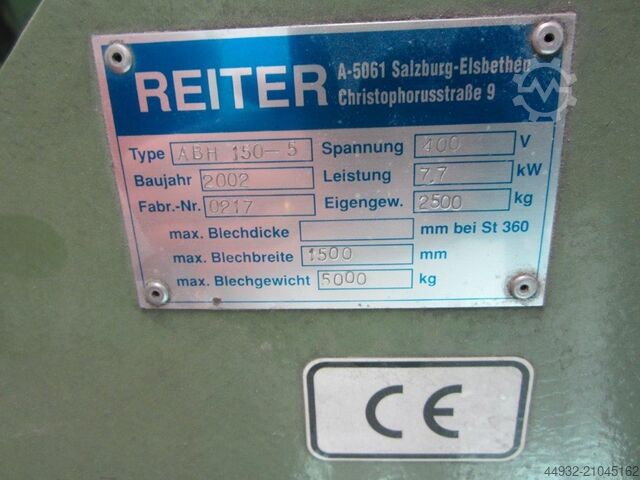 REITER
A-5061 Salzburg-Elsbethen
Christophorusstraße 9
Type ABH 150-5 Spannung 400 V
Baujahr 2002 Leistung 7,7 kW
Fabr.-Nr. 0217 Eigengew. 2500 kg
max. Blechdicke mm bei St 360
max. Blechbreite 1500 mm
max. Blechgewicht 5000 kg
CE
44932-21045162